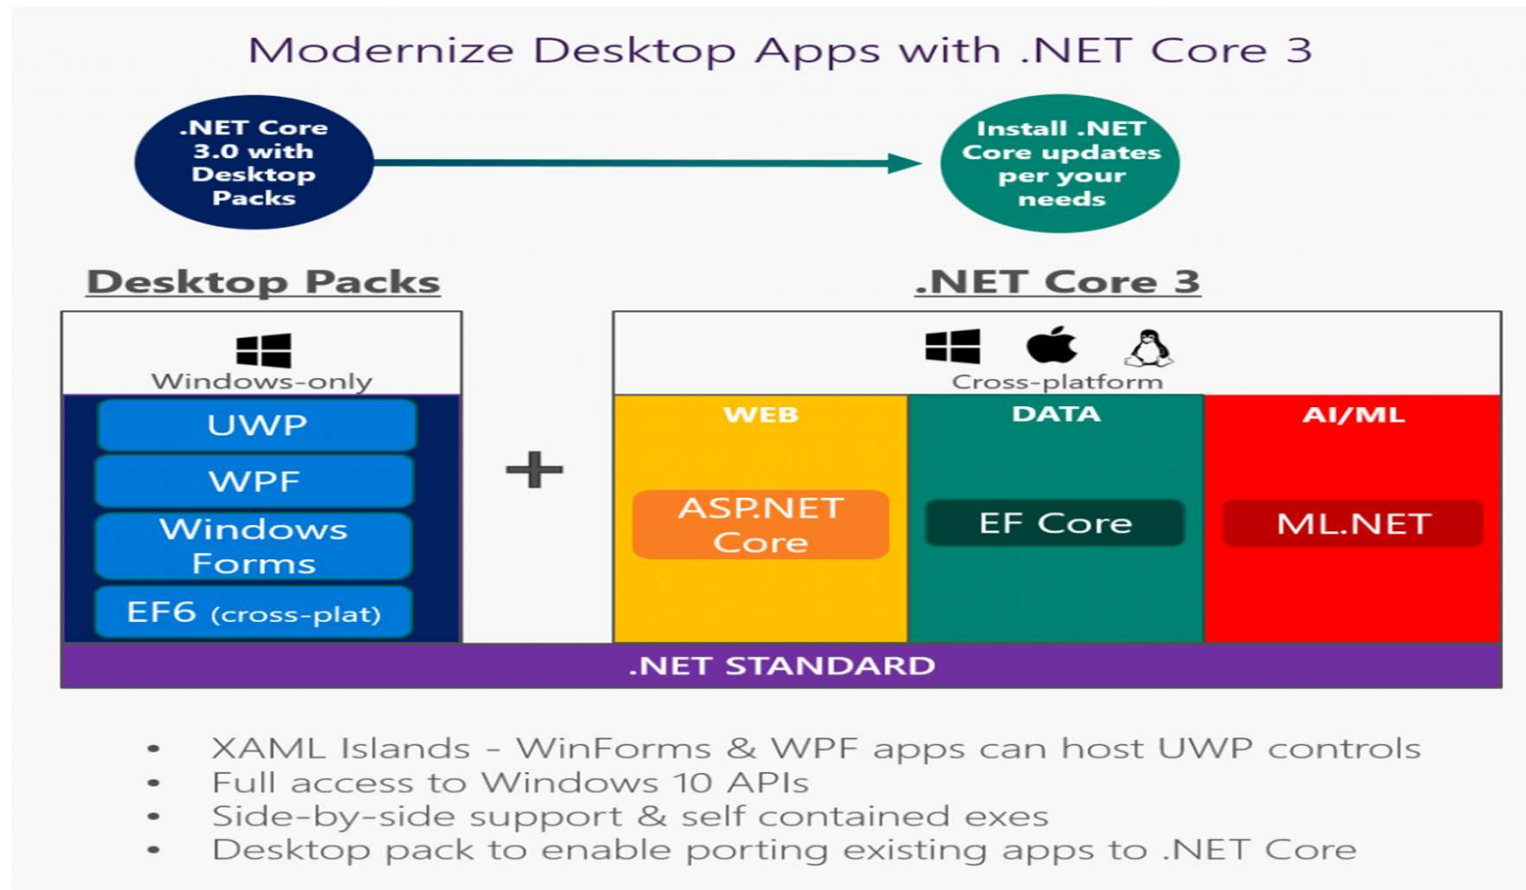 Modernize Desktop Apps with .NET Core 3
.NET Core
3.0 with
Desktop
Packs
Install .NET
Core updates
per your
needs
Desktop Packs
Windows-only
UWP
WPF
Windows
Forms
EF6 (cross-plat)
+
.NET Core 3
Cross-platform
WEB
ASP.NET
Core
DATA
EF Core
AI/ML
ML.NET
.NET STANDARD
• XAML Islands - WinForms & WPF apps can host UWP controls
• Full access to Windows 10 APIs
• Side-by-side support & self contained exes
• Desktop pack to enable porting existing apps to .NET Core